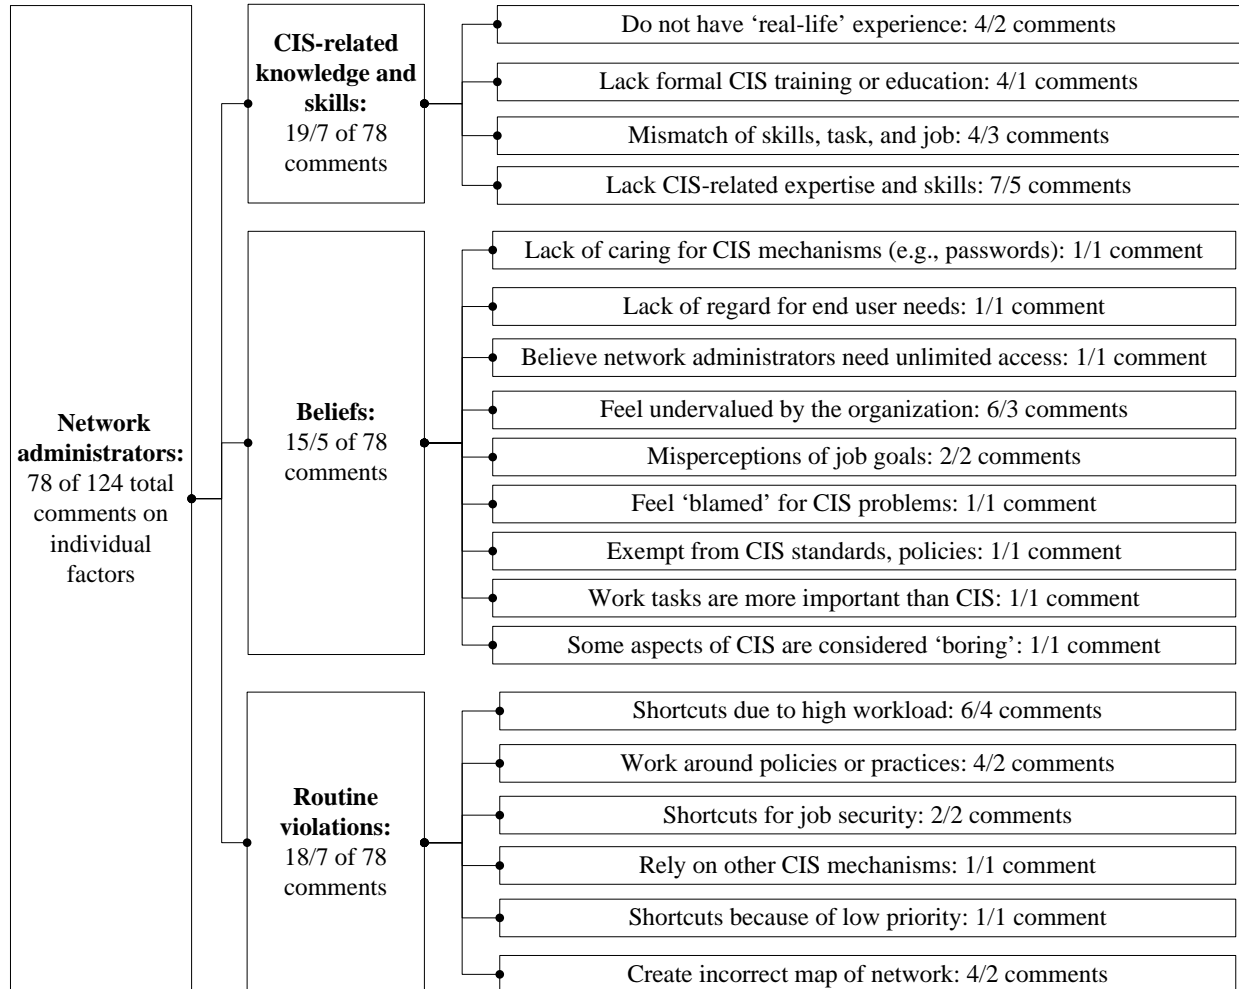 Network
administrators:
78 of 124 total
comments on
individual
factors
CIS-related
knowledge and
skills:
19/7 of 78
comments
Do not have ‘real-life’ experience: 4/2 comments
Lack formal CIS training or education: 4/1 comments
Mismatch of skills, task, and job: 4/3 comments
Lack CIS-related expertise and skills: 7/5 comments
Beliefs:
15/5 of 78
comments
Lack of caring for CIS mechanisms (e.g., passwords): 1/1 comment
Lack of regard for end user needs: 1/1 comment
Believe network administrators need unlimited access: 1/1 comment
Feel undervalued by the organization: 6/3 comments
Misperceptions of job goals: 2/2 comments
Feel ‘blamed’ for CIS problems: 1/1 comment
Exempt from CIS standards, policies: 1/1 comment
Work tasks are more important than CIS: 1/1 comment
Some aspects of CIS are considered ‘boring’: 1/1 comment
Routine
violations:
18/7 of 78
comments
Shortcuts due to high workload: 6/4 comments
Work around policies or practices: 4/2 comments
Shortcuts for job security: 2/2 comments
Rely on other CIS mechanisms: 1/1 comment
Shortcuts because of low priority: 1/1 comment
Create incorrect map of network: 4/2 comments